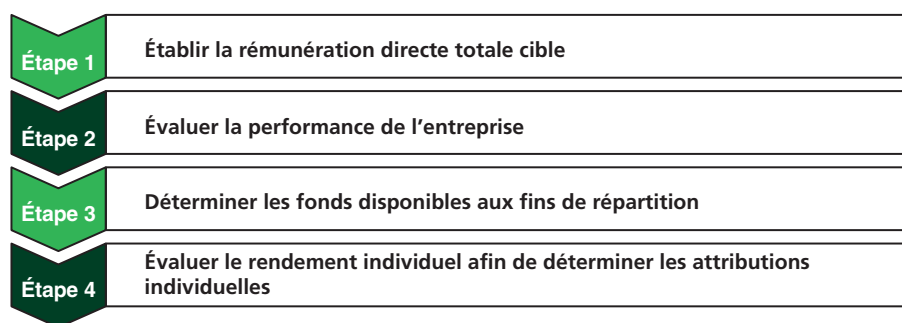 Étape 1
Établir la rémunération directe totale cible
Étape 2
Évaluer la performance de l'entreprise
Étape 3
Déterminer les fonds disponibles aux fins de répartition
Étape 4
Évaluer le rendement individuel afin de déterminer les attributions
individuelles